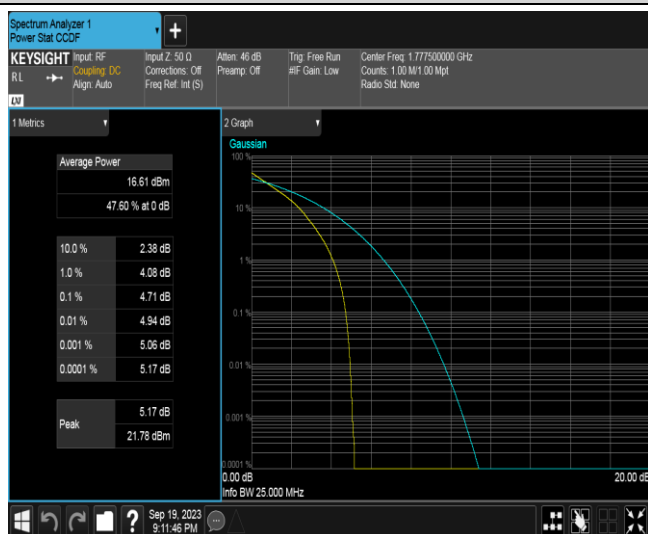 Spectrum Analyzer 1
Power Stat CCDF
KEYSIGHT
RL
LXI
Input: RF
Coupling: DC
Align: Auto
Input Z: 50 Ω
Corrections: Off
Freq Ref: Int (S)
Atten: 46 dB
Preamp: Off
Trig: Free Run
#IF Gain: Low
Center Freq: 1.777500000 GHz
Counts: 1.00 M/1.00 Mpt
Radio Std: None
1 Metrics
Average Power
16.61 dBm
47.60 % at 0 dB
10.0 % 2.38 dB
1.0 % 4.08 dB
0.1 % 4.71 dB
0.01 % 4.94 dB
0.001 % 5.06 dB
0.0001 % 5.17 dB
Peak
5.17 dB
21.78 dBm
2 Graph
Gaussian
100 %
10 %
1 %
0.1 %
0.01 %
0.001 %
0.0001 %
0.00 dB
20.00 dB
Info BW 25.000 MHz
?
Sep 19, 2023
9:11:46 PM